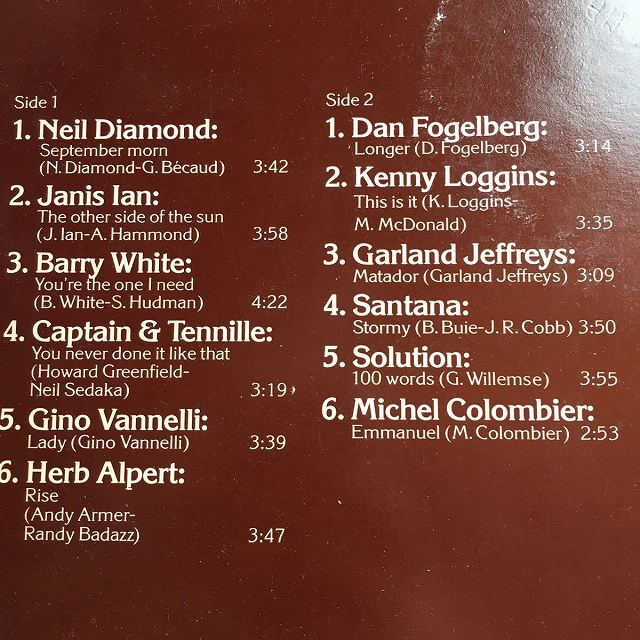 Side 1
1. Neil Diamond:
September morn
(N. Diamond-G. Bécaud) 3:42
2. Janis Ian:
The other side of the sun
(J. Ian-A. Hammond) 3:58
3. Barry White:
You're the one I need
(B. White-S. Hudman) 4:22
4. Captain & Tennille:
You never done it like that
(Howard Greenfield-
Neil Sedaka) 3:19
5. Gino Vannelli:
Lady (Gino Vannelli) 3:39
6. Herb Alpert:
Rise
(Andy Armer-
Randy Badazz) 3:47
Side 2
1. Dan Fogelberg:
Longer (D. Fogelberg) 3:14
2. Kenny Loggins:
This is it (K. Loggins-
M. McDonald) 3:35
3. Garland Jeffreys:
Matador (Garland Jeffreys) 3:09
4. Santana:
Stormy (B. Buie-J. R. Cobb) 3:50
5. Solution:
100 words (G. Willemse) 3:55
6. Michel Colombier:
Emmanuel (M. Colombier) 2:53